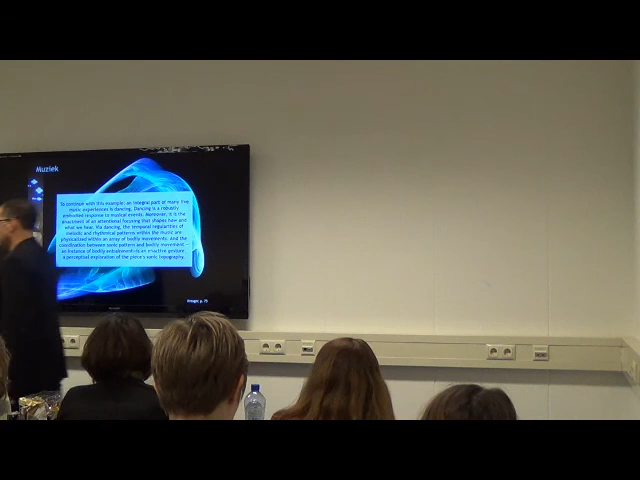 Muziek
To continue with this example: an integral part of many live
music experiences is dancing. Dancing is a robustly
embodied response to musical events. Moreover, it is the
enactment of an attentional focusing that shapes how and
what we hear. Via dancing, the temporal regularities of
melodic and rhythmical patterns within the music are
physicalized within an array of bodily movements. And the
coordination between sonic pattern and bodily movement —
an instance of bodily entrainment—is an enactive gesture
a perceptual exploration of the piece's sonic topography.
Krueger, p. 75